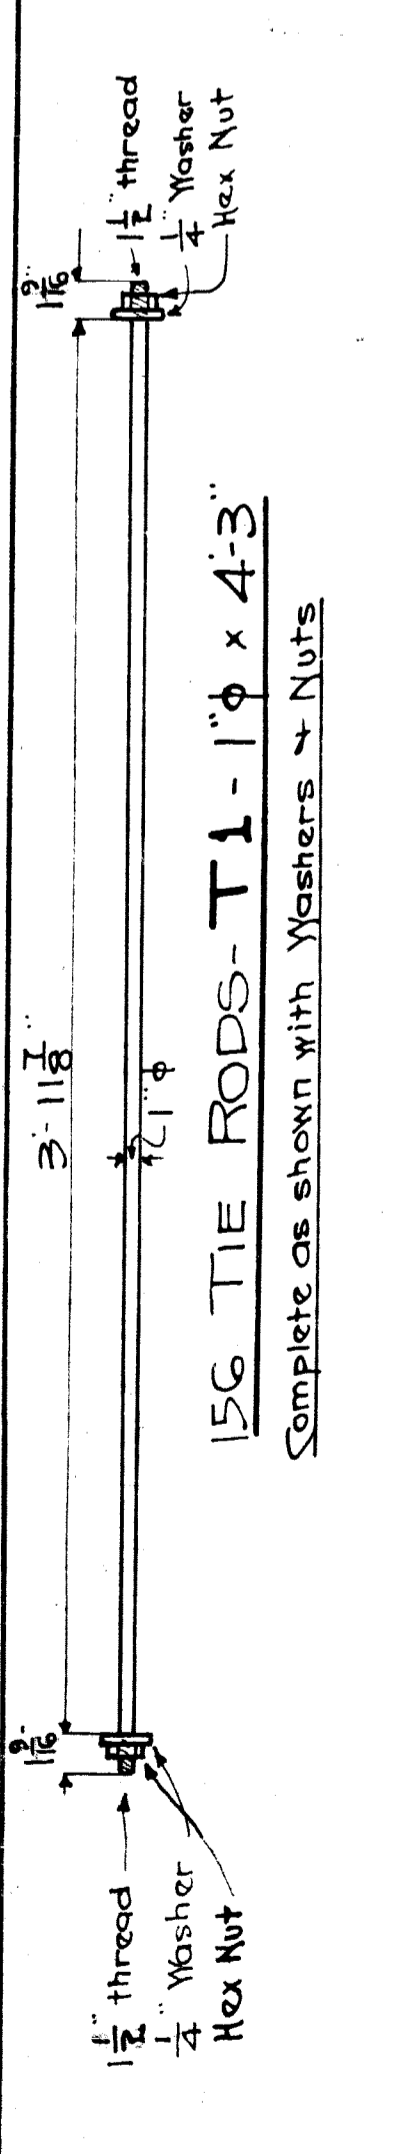 1 9/16"
3'-11 7/8"
1 9/16"
1 1/2" thread
1/4" Washer
Hex Nut
1"ϕ
1 1/2" thread
1/4" Washer
Hex Nut
156 TIE RODS-T1-1"ϕ x 4'-3"
Complete as shown with Washers & Nuts